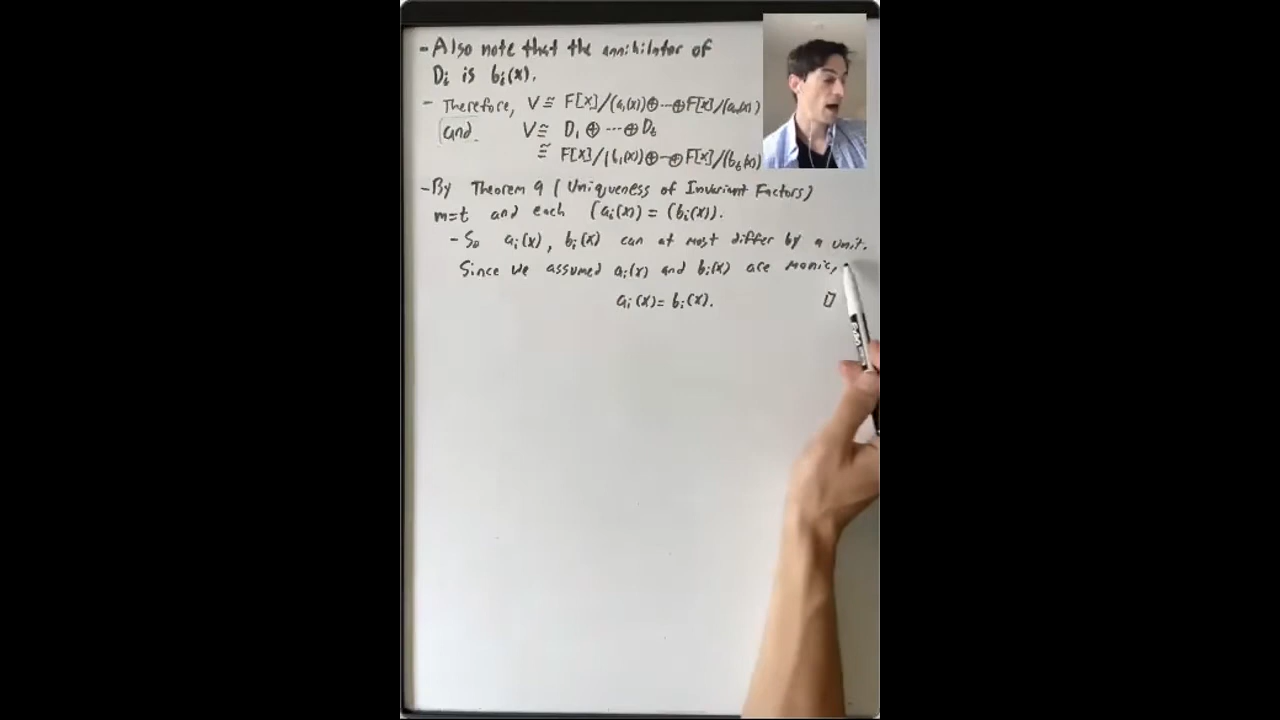 - Also note that the annihilator of
Di is bi(x).
- Therefore, V ≅ F[x]/(a1(x)) ⊕ ⋯ ⊕ F[x]/(am(x))
and V ≅ D1 ⊕ ⋯ ⊕ Dt
≅ F[x]/(b1(x)) ⊕ ⋯ ⊕ F[x]/(bt(x))
- By Theorem 9 (Uniqueness of Invariant Factors)
m=t and each (ai(x)) = (bi(x)).
- So ai(x), bi(x) can at most differ by a unit.
Since we assumed ai(x) and bi(x) are monic,
ai(x) = bi(x). □